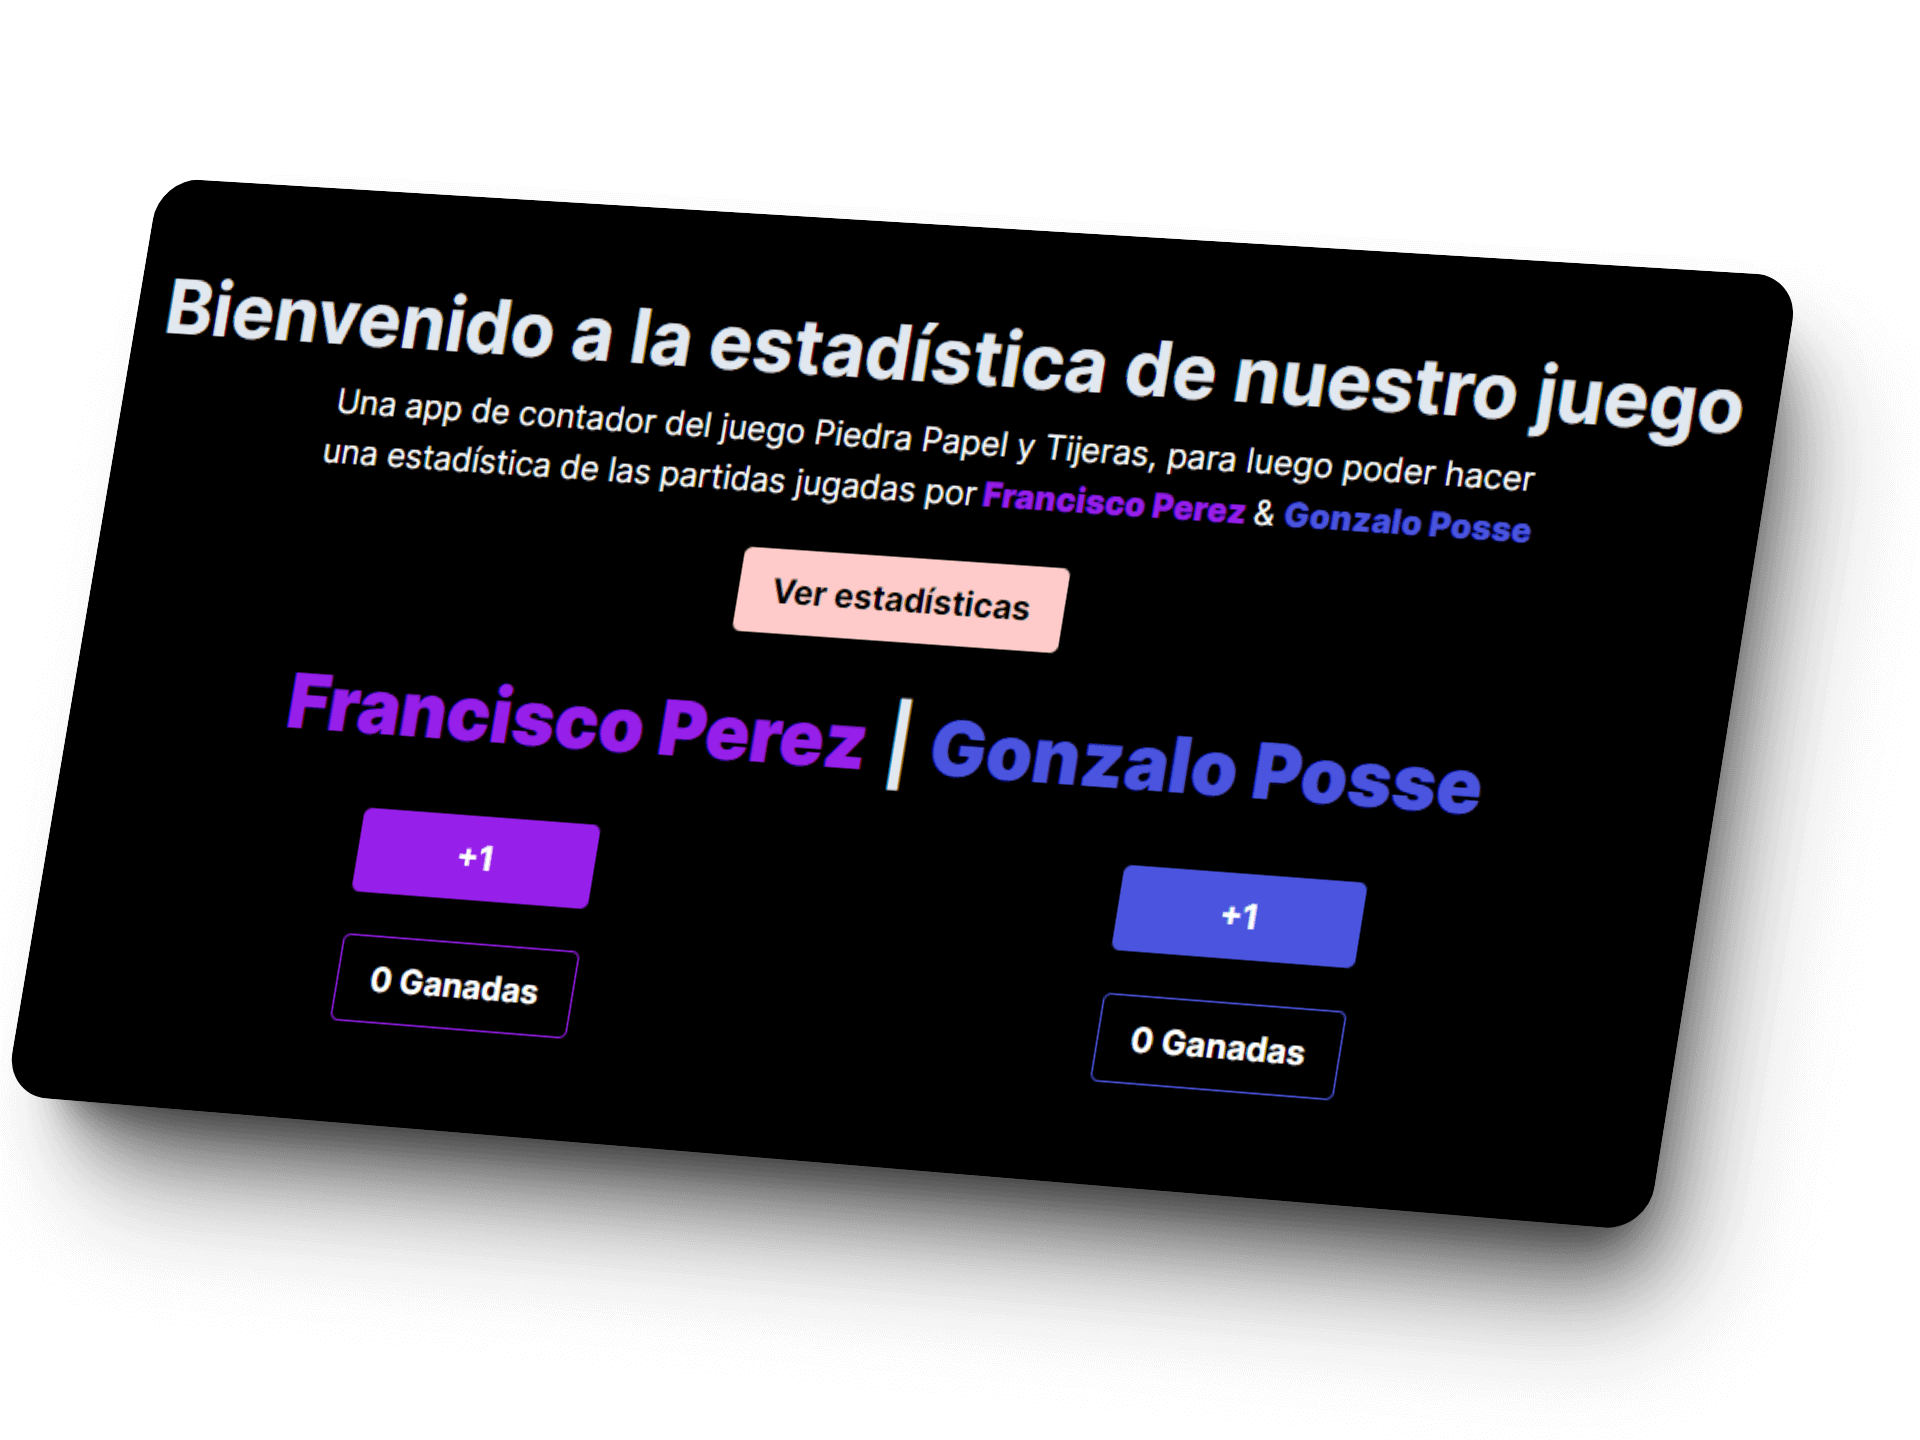 Bienvenido a la estadística de nuestro juego
Una app de contador del juego Piedra Papel y Tijeras, para luego poder hacer
una estadística de las partidas jugadas por Francisco Perez & Gonzalo Posse
Ver estadísticas
Francisco Perez | Gonzalo Posse
+1
+1
0 Ganadas
0 Ganadas